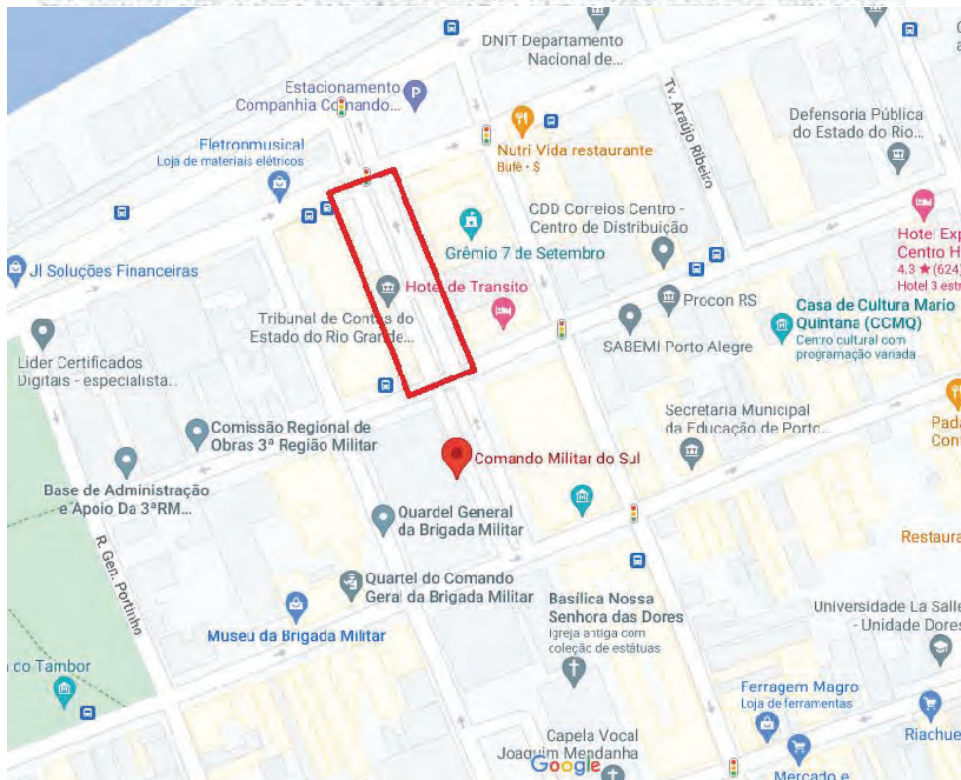 DNIT Departamento
Nacional de...
Estacionamento
Companhia Comando...
P
Tv. Araújo Ribeiro
Defensoria Pública
do Estado do Rio...
Eletronmusical
Loja de materiais elétricos
Nutri Vida restaurante
Bufê · $
CDD Correios Centro -
Centro de Distribuição
Hotel Exp
Centro H
4.3 ★ (624)
Hotel 3 estr
Grêmio 7 de Setembro
JI Soluções Financeiras
Hotel de Transito
Procon RS
Casa de Cultura Mario
Quintana (CCMQ)
Centro cultural com
programação variada
Tribunal de Contas do
Estado do Rio Grande...
SABEMI Porto Alegre
Lider Certificados
Digitais - especialista..
Secretaria Municipal
da Educação de Porto...
Pada
Con
Comissão Regional de
Obras 3ª Região Militar
Comando Militar do Sul
Base de Administração
e Apoio Da 3ªRM...
Quardel General
da Brigada Militar
Restaura
R. Gen. Portinho
Quartel do Comando
Geral da Brigada Militar
Basílica Nossa
Senhora das Dores
Igreja antiga com
coleção de estátuas
Universidade La Salle
- Unidade Dores
Museu da Brigada Militar
co Tambor
Ferragem Magro
Loja de ferramentas
Capela Vocal
Joaquim Mendanha
Riachue
Google
Mercado e